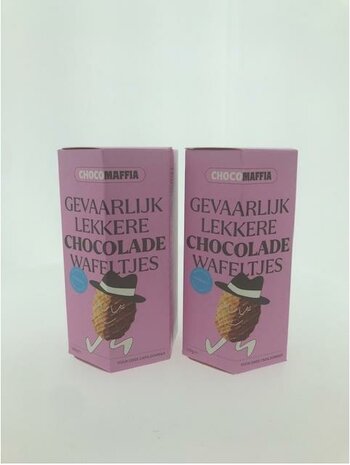 CHOCOMAFFIA
GEVAARLIJK
LEKKERE
CHOCOLADE
WAFELTJES
CHOCOMAFFIA
GEVAARLIJK
LEKKERE
CHOCOLADE
WAFELTJES